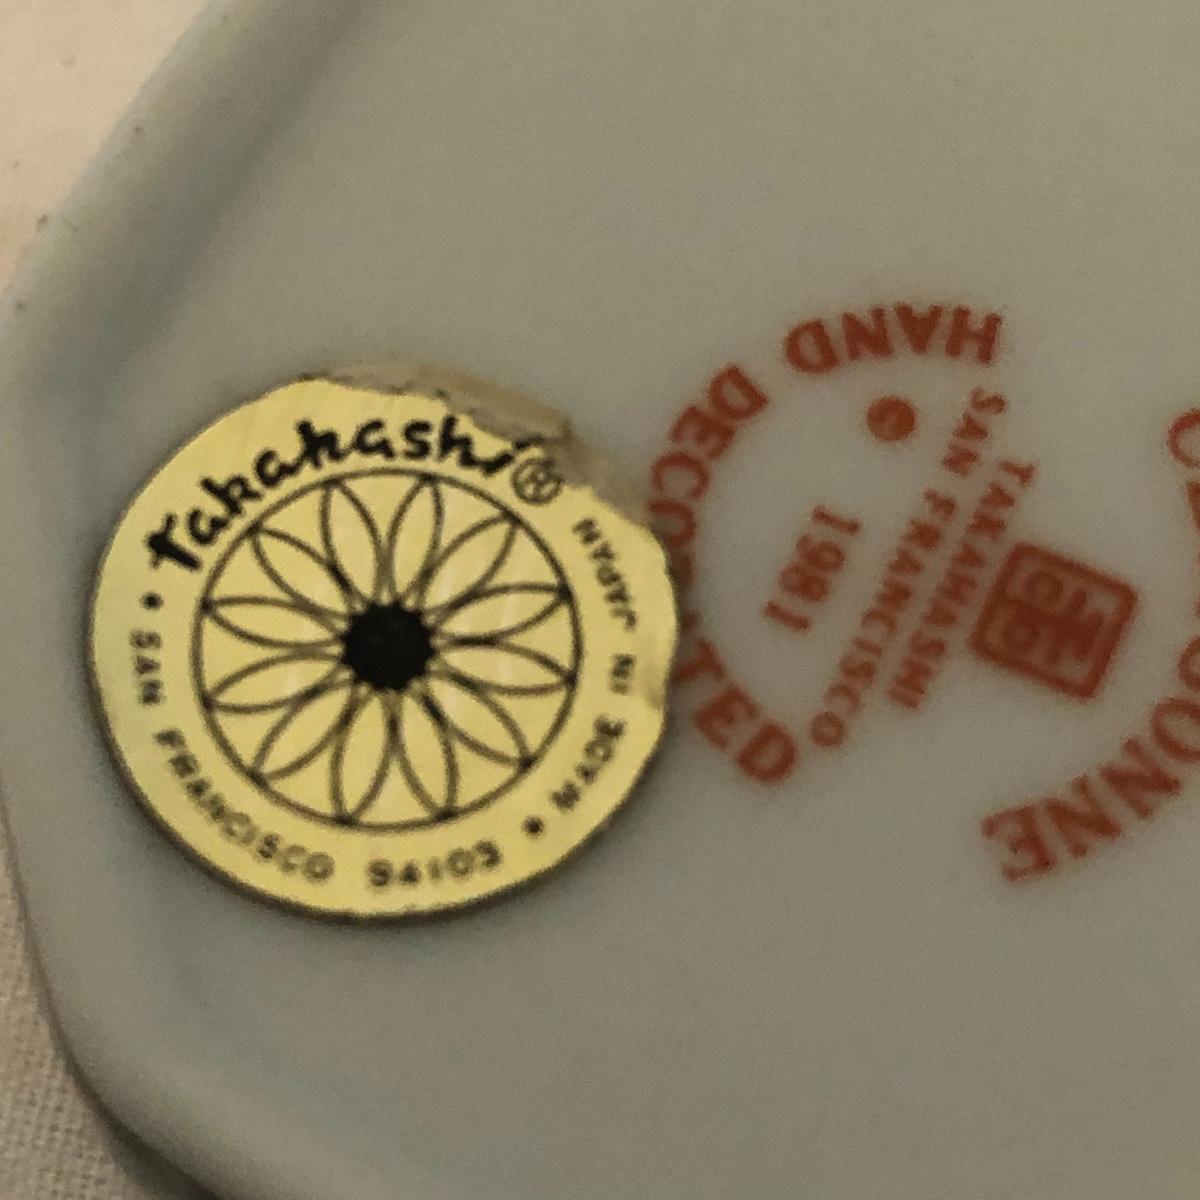 Takahashi ®
• SAN FRANCISCO 94103 • MADE IN JAPAN
HAND DECORATED
© 1981
SAN FRANCISCO
TAKAHASHI